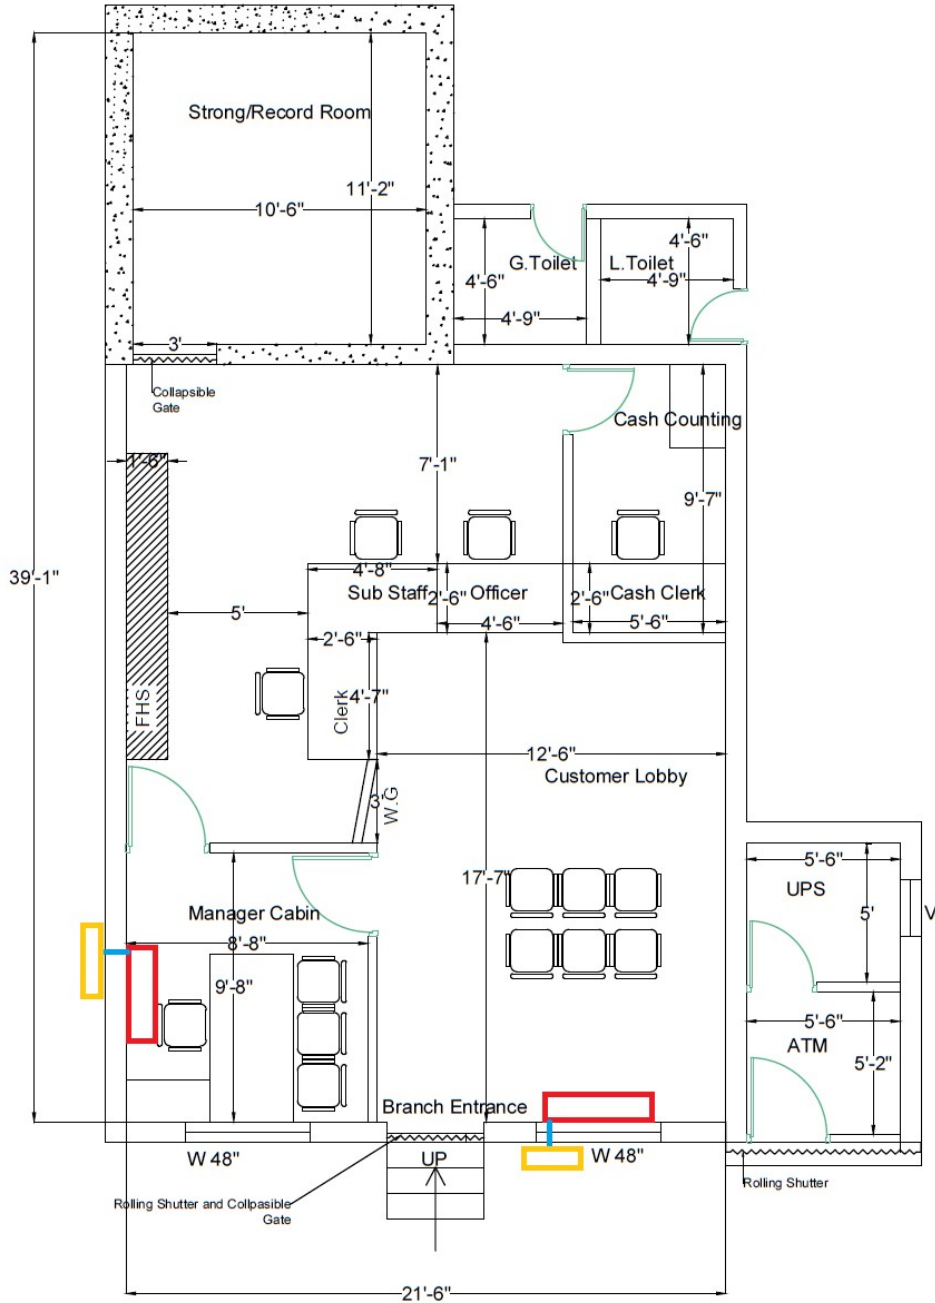 Strong/Record Room
11'-2"
10'-6"
4'-6"
G.Toilet
L.Toilet
4'-6"
4'-9"
4'-9"
3'
Collapsible
Gate
Cash Counting
1'-6"
7'-1"
9'-7"
39'-1"
4'-8"
Sub Staff
2'-6"
Officer
2'-6"
Cash Clerk
5'
4'-6"
5'-6"
2'-6"
FHS
Clerk
4'-7"
12'-6"
Customer Lobby
3'
W.G
17'-7"
5'-6"
UPS
5'
V
Manager Cabin
8'-8"
9'-8"
5'-6"
ATM
5'-2"
Branch Entrance
W 48"
UP
W 48"
Rolling Shutter
Rolling Shutter and Collpasible
Gate
21'-6"